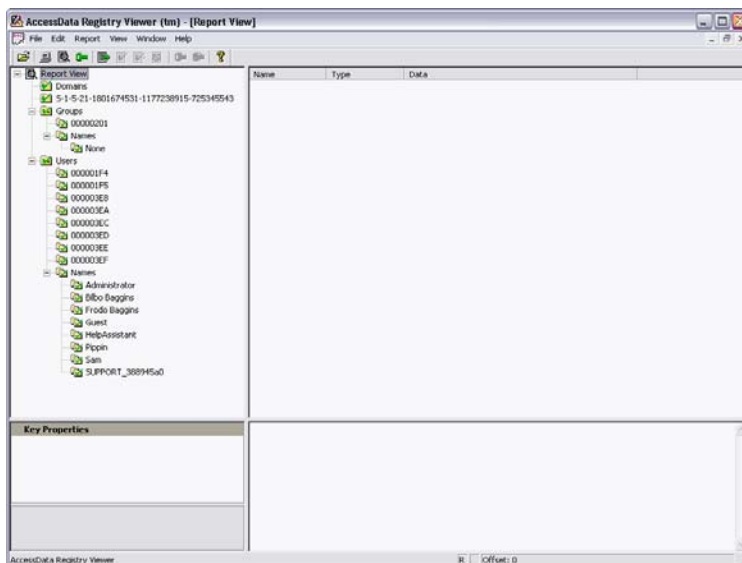 AccessData Registry Viewer (tm) - [Report View]
File Edit Report View Window Help
Report View
Domains
S-1-5-21-1801674531-1177238915-725345543
Groups
00000201
Names
None
Users
000001F4
000001F5
000003E8
000003EA
000003EC
000003ED
000003EE
000003EF
Names
Administrator
Bilbo Baggins
Frodo Baggins
Guest
HelpAssistant
Pippin
Sam
SUPPORT_388945a0
Name Type Data
Key Properties
AccessData Registry Viewer R Offset: 0